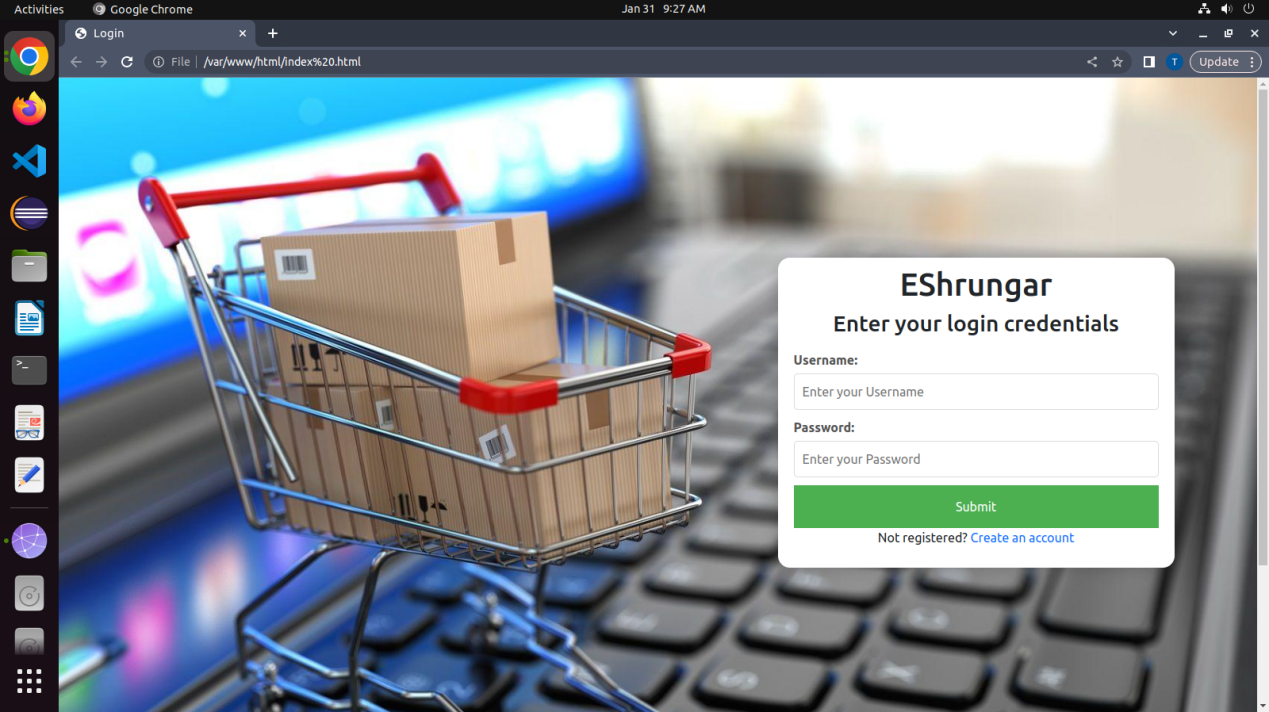 Activities Google Chrome Jan 31 9:27 AM
Login
File /var/www/html/index%20.html T Update
EShrungar
Enter your login credentials
Username:
Enter your Username
Password:
Enter your Password
Submit
Not registered? Create an account